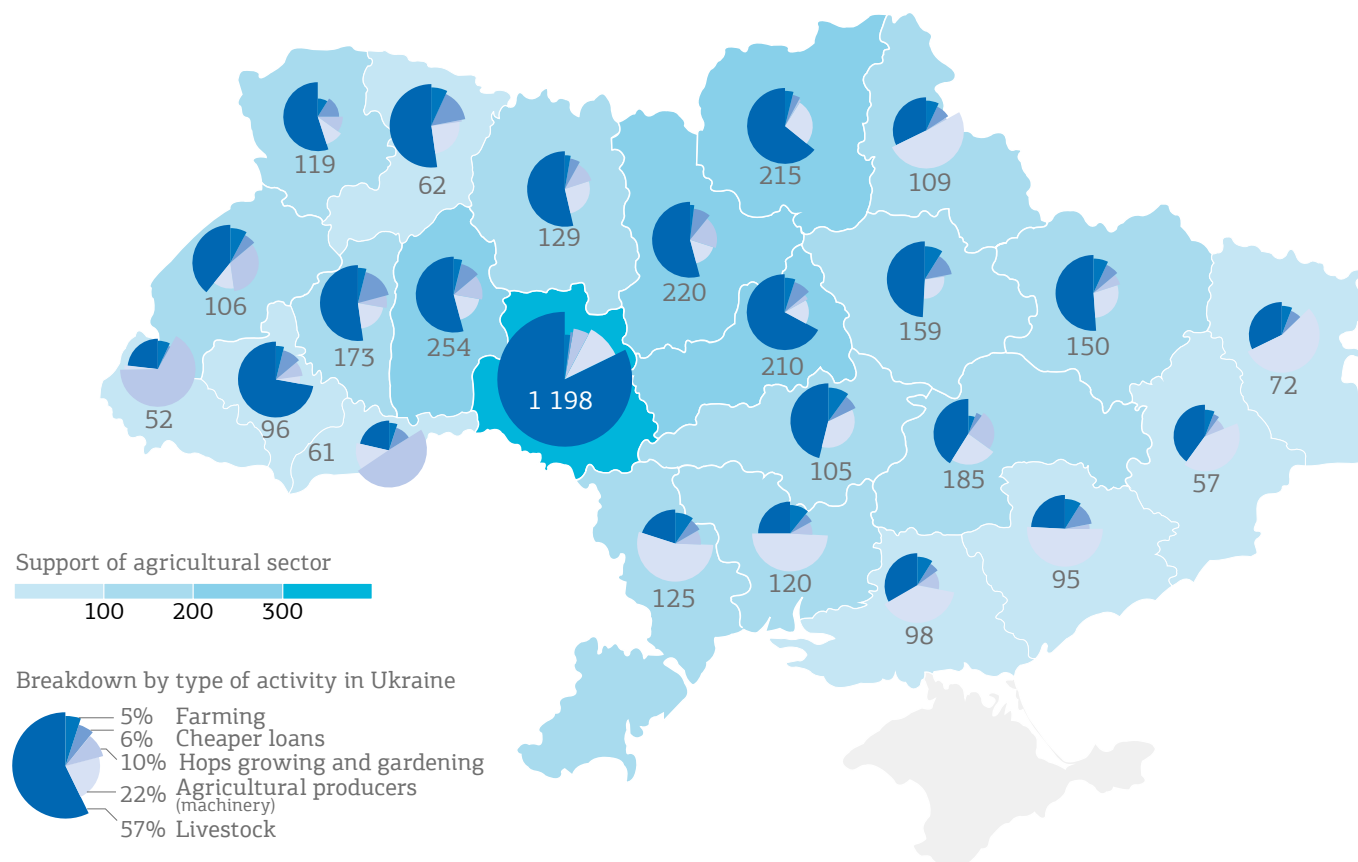 119
62
129
215
109
106
173
254
220
210
159
150
72
52
96
61
1 198
105
185
57
125
120
98
95
Support of agricultural sector
100 200 300
Breakdown by type of activity in Ukraine
5% Farming
6% Cheaper loans
10% Hops growing and gardening
22% Agricultural producers
(machinery)
57% Livestock